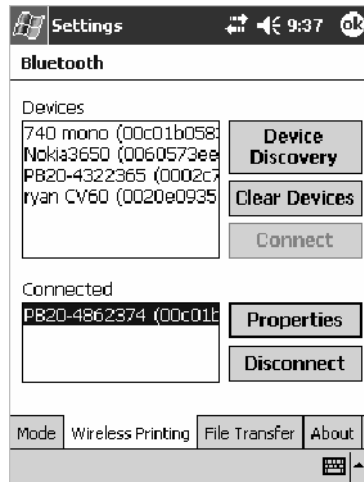 Settings 9:37 ok
Bluetooth
Devices
740 mono (00c01b058
Nokia3650 (0060573ee
PB20-4322365 (0002c7
ryan CV60 (0020e0935
Device
Discovery
Clear Devices
Connect
Connected
PB20-4862374 (00c01b
Properties
Disconnect
Mode Wireless Printing File Transfer About